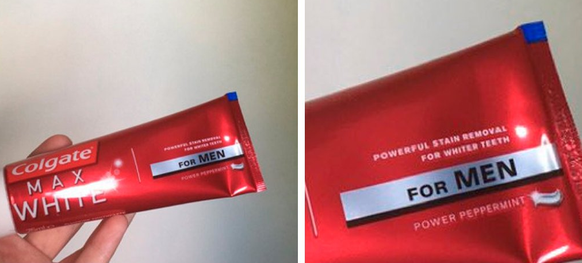 Colgate
MAX
WHITE
POWERFUL STAIN REMOVAL
FOR WHITER TEETH
FOR MEN
POWER PEPPERMINT
POWERFUL STAIN REMOVAL
FOR WHITER TEETH
FOR MEN
POWER PEPPERMINT